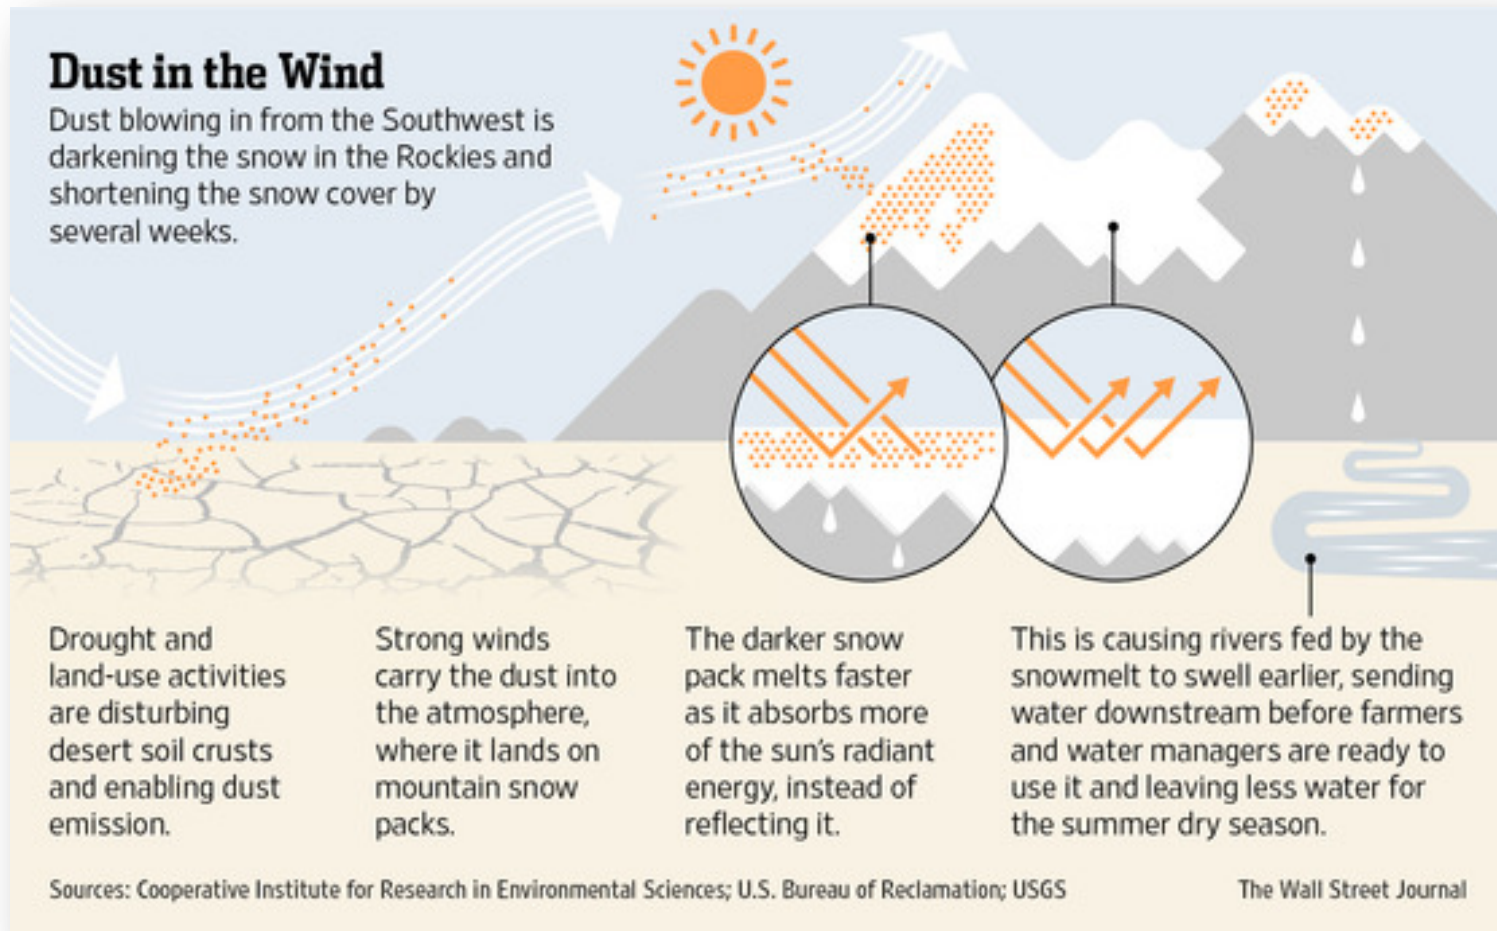 Dust in the Wind
Dust blowing in from the Southwest is
darkening the snow in the Rockies and
shortening the snow cover by
several weeks.
Drought and
land-use activities
are disturbing
desert soil crusts
and enabling dust
emission.
Strong winds
carry the dust into
the atmosphere,
where it lands on
mountain snow
packs.
The darker snow
pack melts faster
as it absorbs more
of the sun's radiant
energy, instead of
reflecting it.
This is causing rivers fed by the
snowmelt to swell earlier, sending
water downstream before farmers
and water managers are ready to
use it and leaving less water for
the summer dry season.
Sources: Cooperative Institute for Research in Environmental Sciences; U.S. Bureau of Reclamation; USGS
The Wall Street Journal